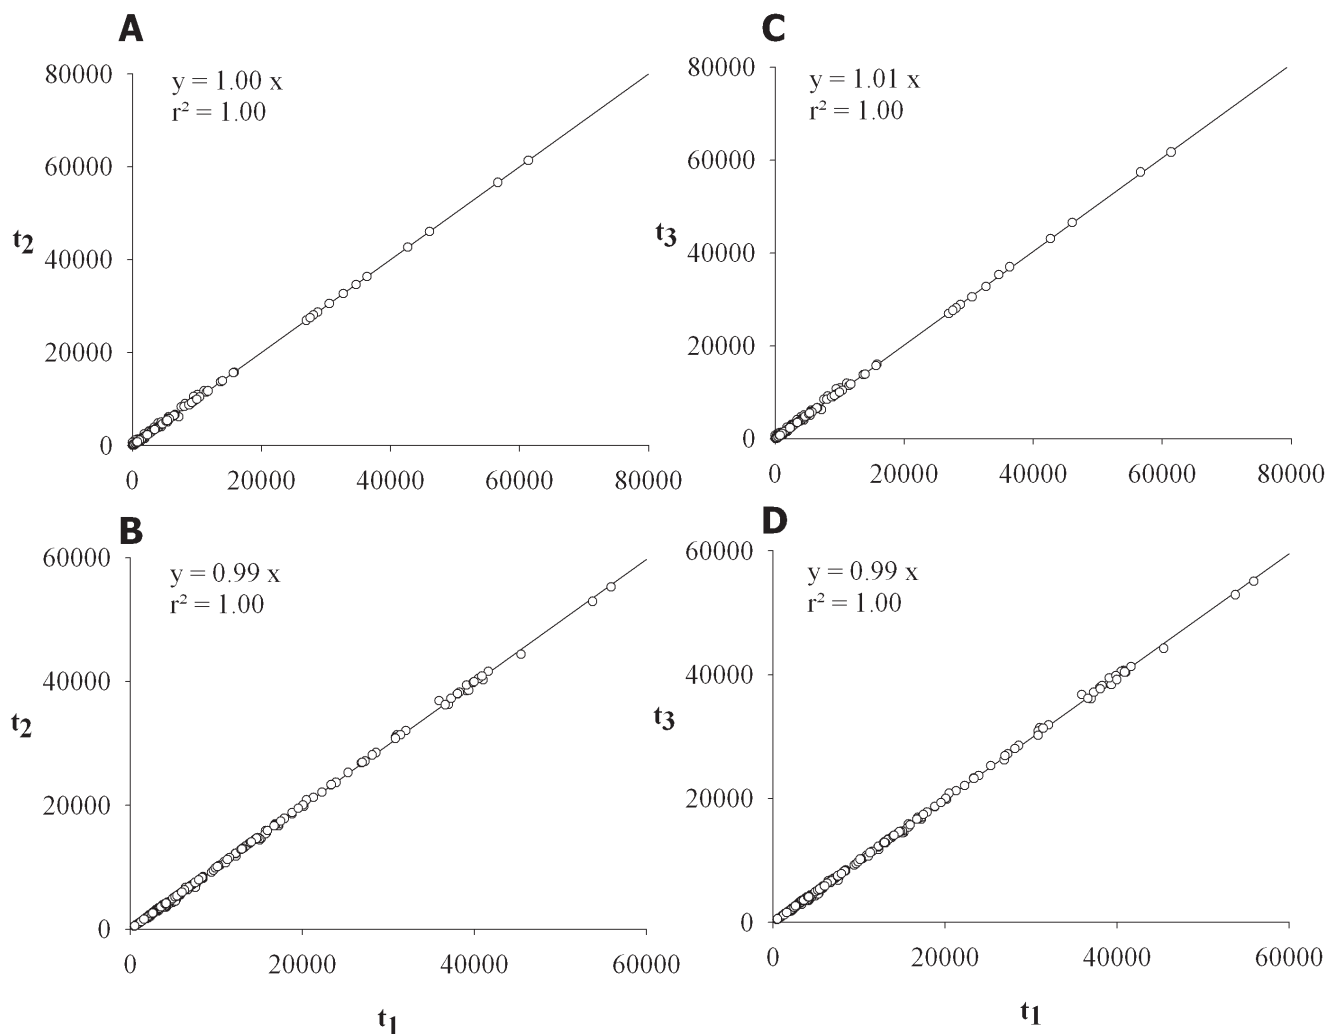 A
y = 1.00 x
r² = 1.00
80000
60000
40000
20000
0
t2
0 20000 40000 60000 80000
C
y = 1.01 x
r² = 1.00
80000
60000
40000
20000
0
t3
0 20000 40000 60000 80000
B
y = 0.99 x
r² = 1.00
60000
40000
20000
0
t2
0 20000 40000 60000
t1
D
y = 0.99 x
r² = 1.00
60000
40000
20000
0
t3
0 20000 40000 60000
t1